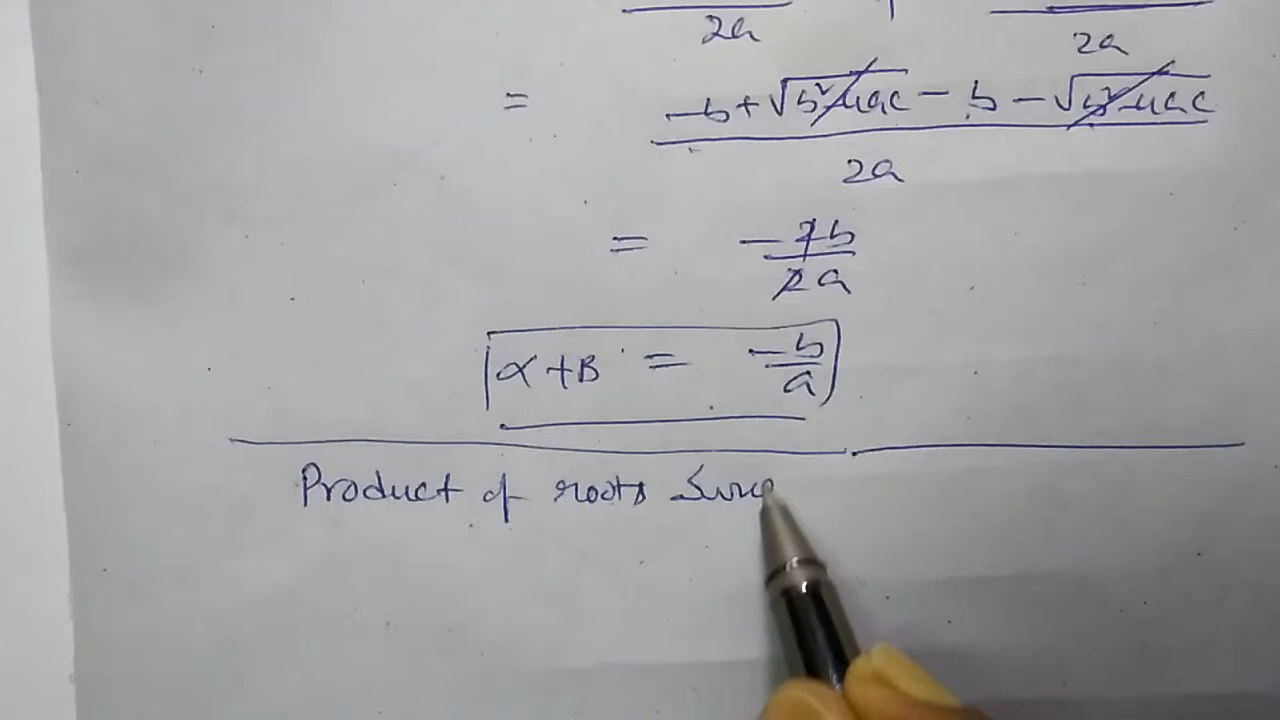 2a 2a
= -b+√b²-4ac - b - √b²-4ac
2a
= -2b
2a
α+β = -b
a
Product of roots